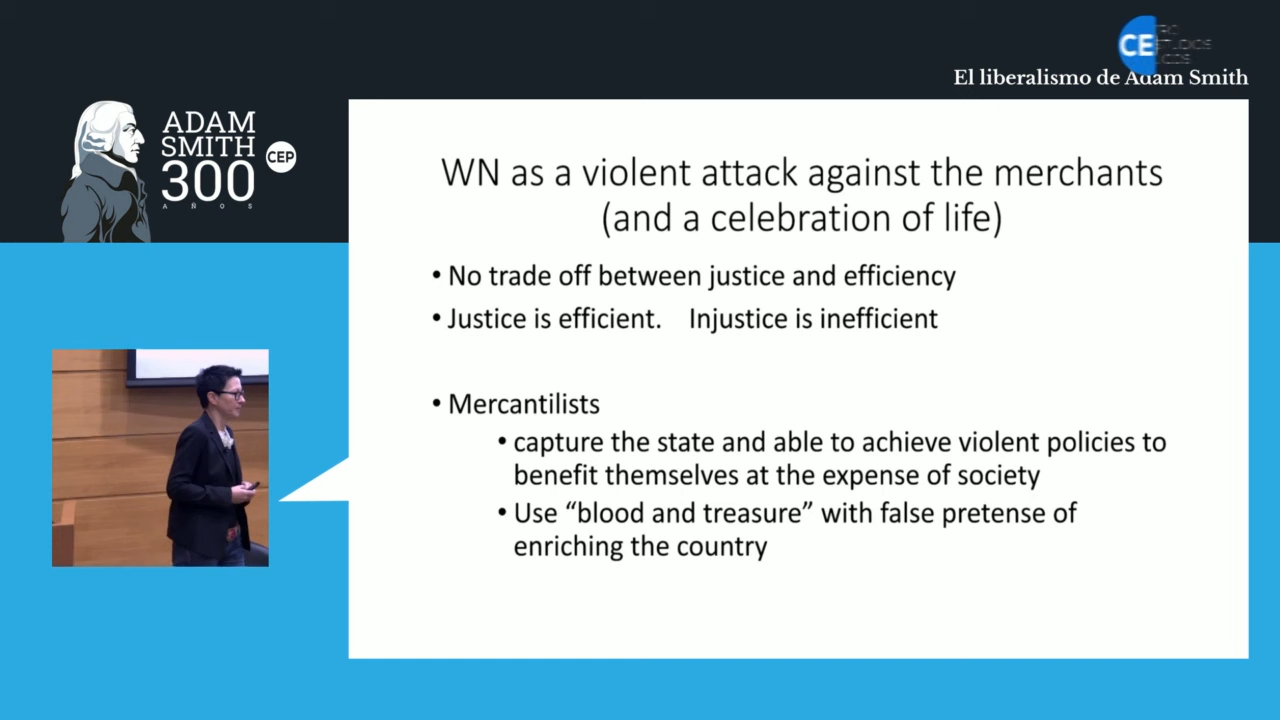 CE
El liberalismo de Adam Smith
ADAM
SMITH
300
AÑOS
CEP
WN as a violent attack against the merchants
(and a celebration of life)
• No trade off between justice and efficiency
• Justice is efficient. Injustice is inefficient
• Mercantilists
• capture the state and able to achieve violent policies to
benefit themselves at the expense of society
• Use “blood and treasure” with false pretense of
enriching the country